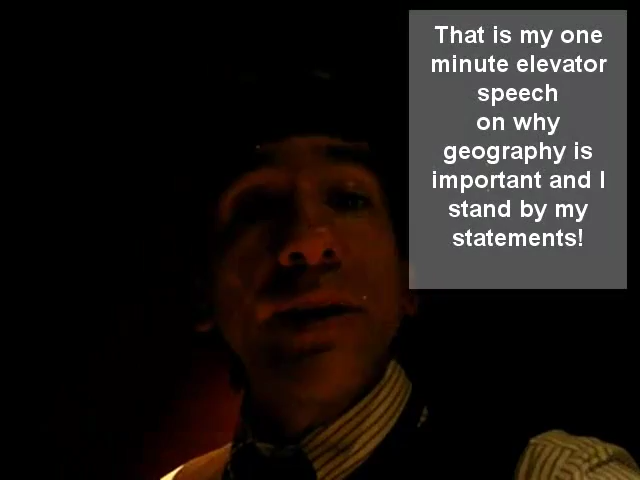 That is my one
minute elevator
speech
on why
geography is
important and I
stand by my
statements!